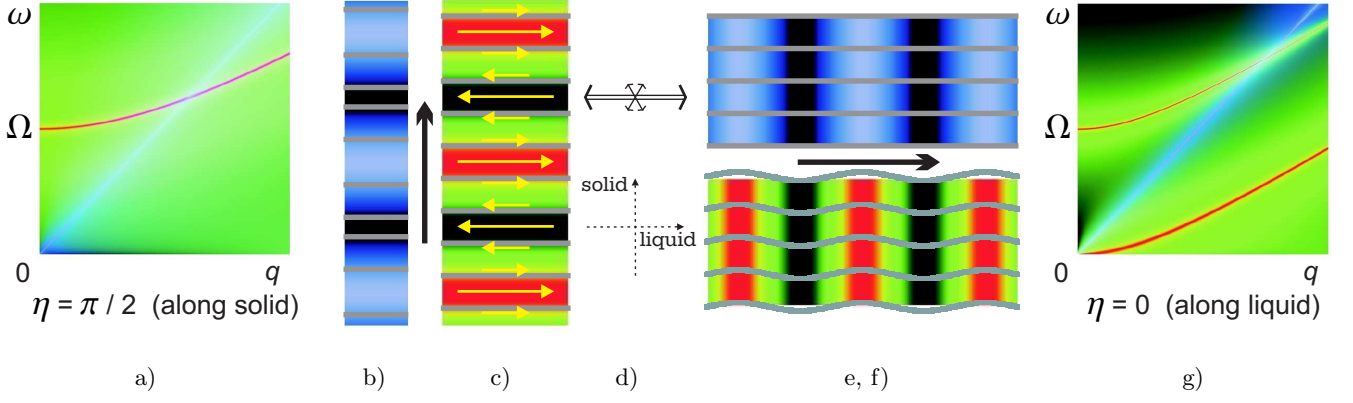 ω
Ω
0
q
η = π / 2 (along solid)
solid
liquid
ω
Ω
0
q
η = 0 (along liquid)
a)
b)
c)
d)
e, f)
g)